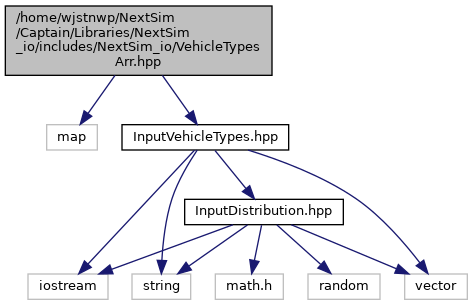 /home/wjstnwp/NextSim
/Captain/Libraries/NextSim
_io/includes/NextSim_io/VehicleTypes
Arr.hpp
map
InputVehicleTypes.hpp
InputDistribution.hpp
iostream
string
math.h
random
vector